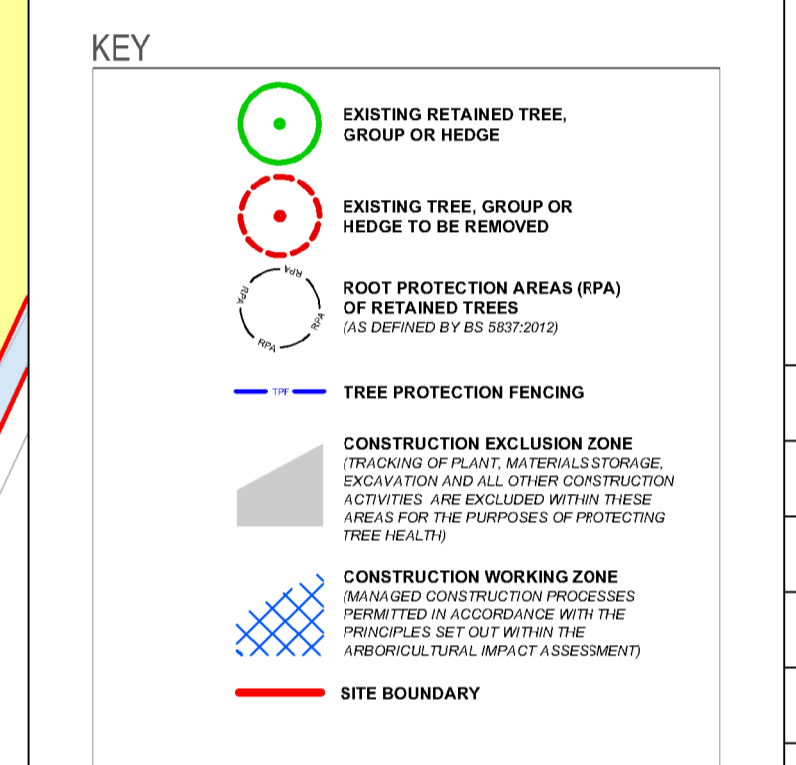 KEY
EXISTING RETAINED TREE,
GROUP OR HEDGE
EXISTING TREE, GROUP OR
HEDGE TO BE REMOVED
RPA
RPA
RPA
RPA
ROOT PROTECTION AREAS (RPA)
OF RETAINED TREES
(AS DEFINED BY BS 5837:2012)
TPF
TREE PROTECTION FENCING
CONSTRUCTION EXCLUSION ZONE
(TRACKING OF PLANT, MATERIALS STORAGE,
EXCAVATION AND ALL OTHER CONSTRUCTION
ACTIVITIES ARE EXCLUDED WITHIN THESE
AREAS FOR THE PURPOSES OF PROTECTING
TREE HEALTH)
CONSTRUCTION WORKING ZONE
(MANAGED CONSTRUCTION PROCESSES
PERMITTED IN ACCORDANCE WITH THE
PRINCIPLES SET OUT WITHIN THE
ARBORICULTURAL IMPACT ASSESSMENT)
SITE BOUNDARY